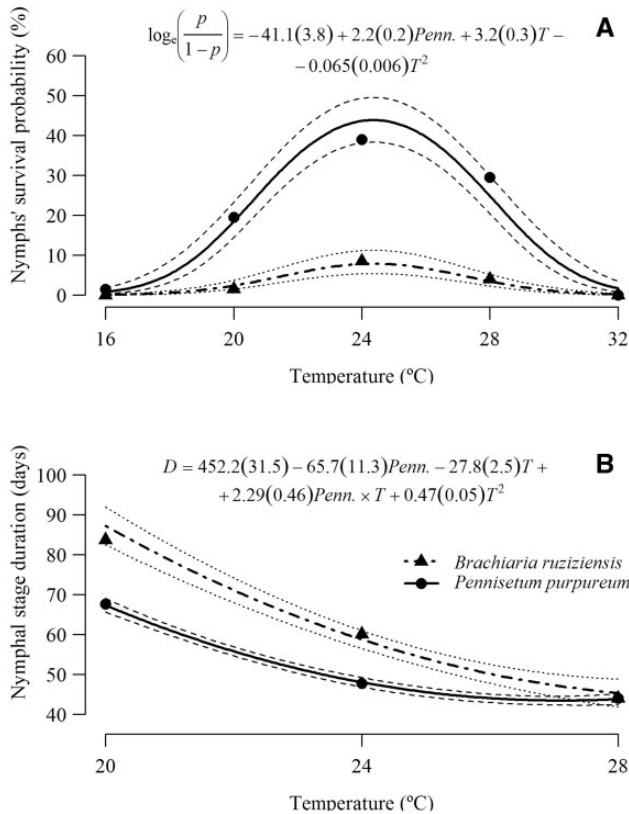 log_e(p/(1−p)) = −41.1(3.8) + 2.2(0.2)Penn. + 3.2(0.3)T −
−0.065(0.006)T²
A
Nymphs' survival probability (%)
60
50
40
30
20
10
0
16 20 24 28 32
Temperature (ºC)
D = 452.2(31.5) − 65.7(11.3)Penn. − 27.8(2.5)T +
+ 2.29(0.46)Penn. × T + 0.47(0.05)T²
B
Nymphal stage duration (days)
100
90
80
70
60
50
40
Brachiaria ruziziensis
Pennisetum purpureum
20 24 28
Temperature (ºC)